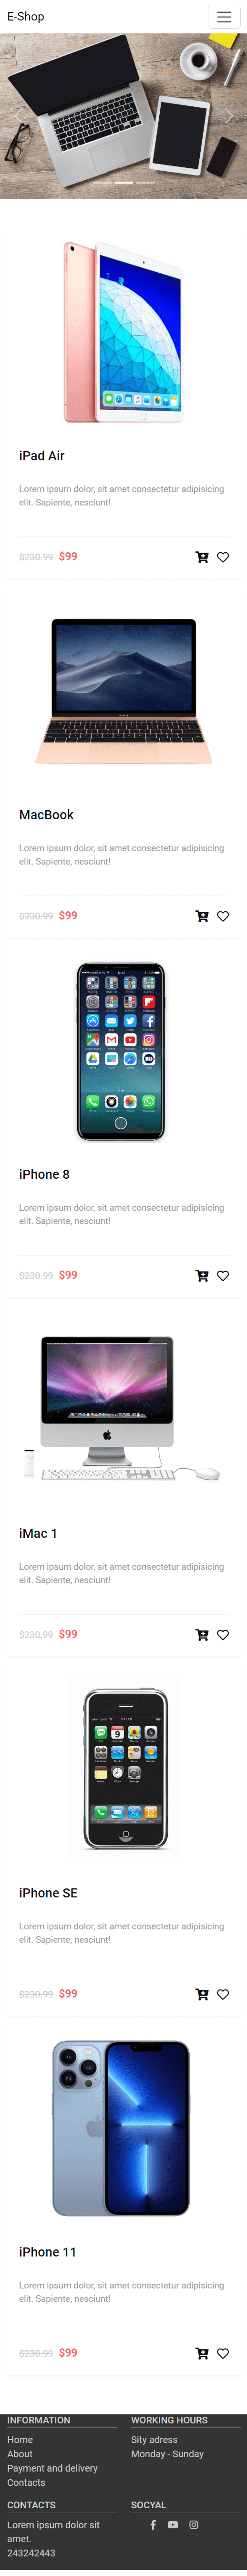 E-Shop
iPad Air
Lorem ipsum dolor, sit amet consectetur adipisicing
elit. Sapiente, nesciunt!
$230.99 $99
MacBook
Lorem ipsum dolor, sit amet consectetur adipisicing
elit. Sapiente, nesciunt!
$230.99 $99
iPhone 8
Lorem ipsum dolor, sit amet consectetur adipisicing
elit. Sapiente, nesciunt!
$230.99 $99
iMac 1
Lorem ipsum dolor, sit amet consectetur adipisicing
elit. Sapiente, nesciunt!
$230.99 $99
iPhone SE
Lorem ipsum dolor, sit amet consectetur adipisicing
elit. Sapiente, nesciunt!
$230.99 $99
iPhone 11
Lorem ipsum dolor, sit amet consectetur adipisicing
elit. Sapiente, nesciunt!
$230.99 $99
INFORMATION
Home
About
Payment and delivery
Contacts
WORKING HOURS
Sity adress
Monday - Sunday
CONTACTS
Lorem ipsum dolor sit
amet.
243242443
SOCYAL